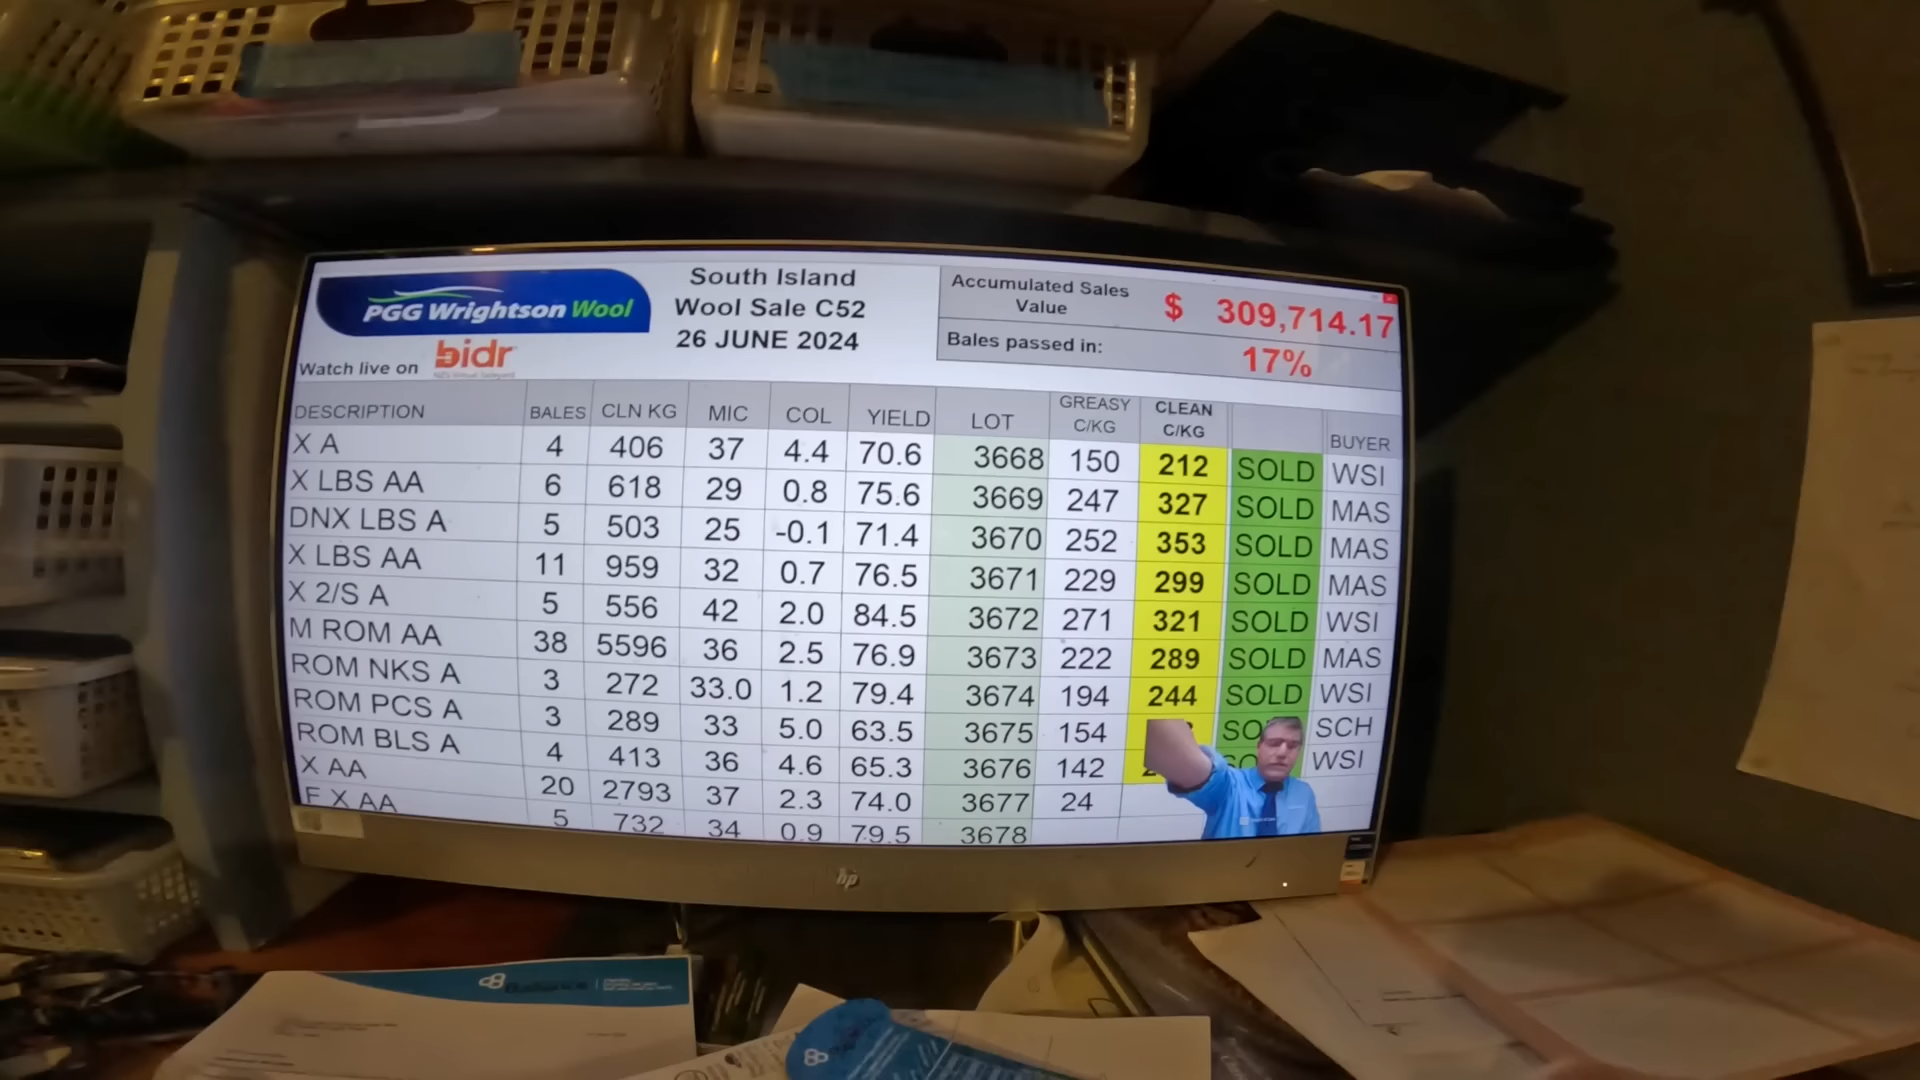 PGG Wrightson Wool
Watch live on bidr
South Island
Wool Sale C52
26 JUNE 2024
Accumulated Sales Value $ 309,714.17
Bales passed in: 17%
DESCRIPTION BALES CLN KG MIC COL YIELD LOT GREASY C/KG CLEAN C/KG BUYER
X A 4 406 37 4.4 70.6 3668 150 212 SOLD WSI
X LBS AA 6 618 29 0.8 75.6 3669 247 327 SOLD MAS
DNX LBS A 5 503 25 -0.1 71.4 3670 252 353 SOLD MAS
X LBS AA 11 959 32 0.7 76.5 3671 229 299 SOLD MAS
X 2/S A 5 556 42 2.0 84.5 3672 271 321 SOLD WSI
M ROM AA 38 5596 36 2.5 76.9 3673 222 289 SOLD MAS
ROM NKS A 3 272 33.0 1.2 79.4 3674 194 244 SOLD WSI
ROM PCS A 3 289 33 5.0 63.5 3675 154 SCH
ROM BLS A 4 413 36 4.6 65.3 3676 142 WSI
X AA 20 2793 37 2.3 74.0 3677 24
F X AA 5 732 34 0.9 79.5 3678
hp